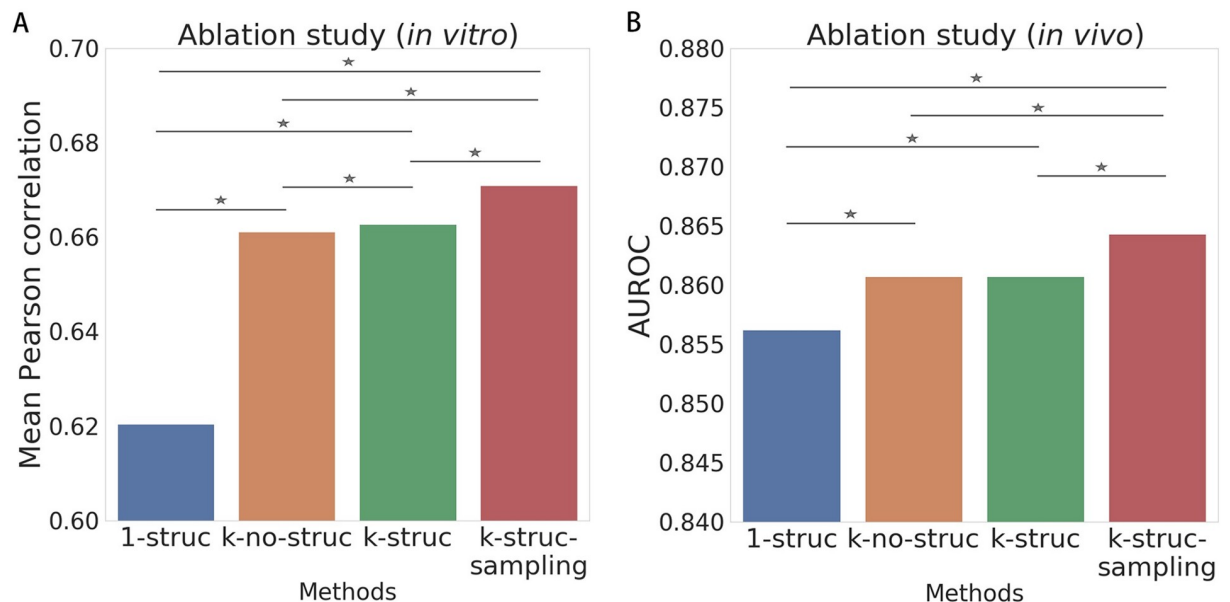 A
Ablation study (in vitro)
Mean Pearson correlation
0.70
0.68
0.66
0.64
0.62
0.60
1-struc k-no-struc k-struc k-struc-
sampling
Methods
B
Ablation study (in vivo)
AUROC
0.880
0.875
0.870
0.865
0.860
0.855
0.850
0.845
0.840
1-struc k-no-struc k-struc k-struc-
sampling
Methods